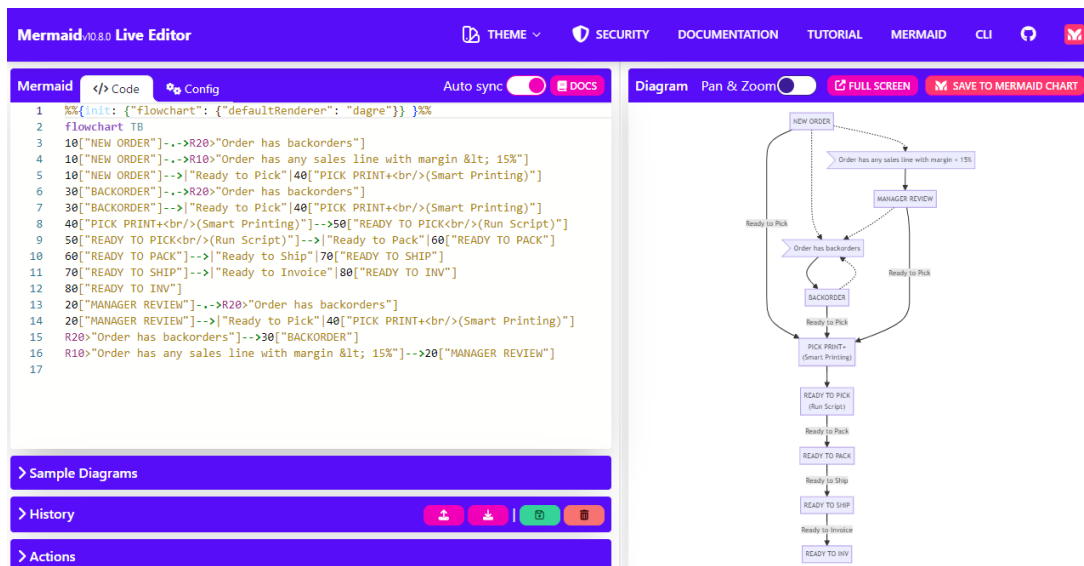 Mermaid v10.8.0 Live Editor
THEME
SECURITY
DOCUMENTATION
TUTORIAL
MERMAID
CLI
Mermaid
</> Code
Config
Auto sync
DOCS
1 %%{init: {"flowchart": {"defaultRenderer": "dagre"}} }%%
2 flowchart TB
3 10["NEW ORDER"]-.->R20>"Order has backorders"]
4 10["NEW ORDER"]-.->R10>"Order has any sales line with margin &lt; 15%"]
5 10["NEW ORDER"]-->|"Ready to Pick"|40["PICK PRINT+<br/>(Smart Printing)"]
6 30["BACKORDER"]-.->R20>"Order has backorders"]
7 30["BACKORDER"]-->|"Ready to Pick"|40["PICK PRINT+<br/>(Smart Printing)"]
8 40["PICK PRINT+<br/>(Smart Printing)"]-->50["READY TO PICK<br/>(Run Script)"]
9 50["READY TO PICK<br/>(Run Script)"]-->|"Ready to Pack"|60["READY TO PACK"]
10 60["READY TO PACK"]-->|"Ready to Ship"|70["READY TO SHIP"]
11 70["READY TO SHIP"]-->|"Ready to Invoice"|80["READY TO INV"]
12 80["READY TO INV"]
13 20["MANAGER REVIEW"]-.->R20>"Order has backorders"]
14 20["MANAGER REVIEW"]-->|"Ready to Pick"|40["PICK PRINT+<br/>(Smart Printing)"]
15 R20>"Order has backorders"]-->30["BACKORDER"]
16 R10>"Order has any sales line with margin &lt; 15%"]-->20["MANAGER REVIEW"]
17
Sample Diagrams
History
Actions
Diagram
Pan & Zoom
FULL SCREEN
SAVE TO MERMAID CHART
NEW ORDER
Order has any sales line with margin < 15%
MANAGER REVIEW
Ready to Pick
Order has backorders
Ready to Pick
BACKORDER
Ready to Pick
PICK PRINT+
(Smart Printing)
READY TO PICK
(Run Script)
Ready to Pack
READY TO PACK
Ready to Ship
READY TO SHIP
Ready to Invoice
READY TO INV